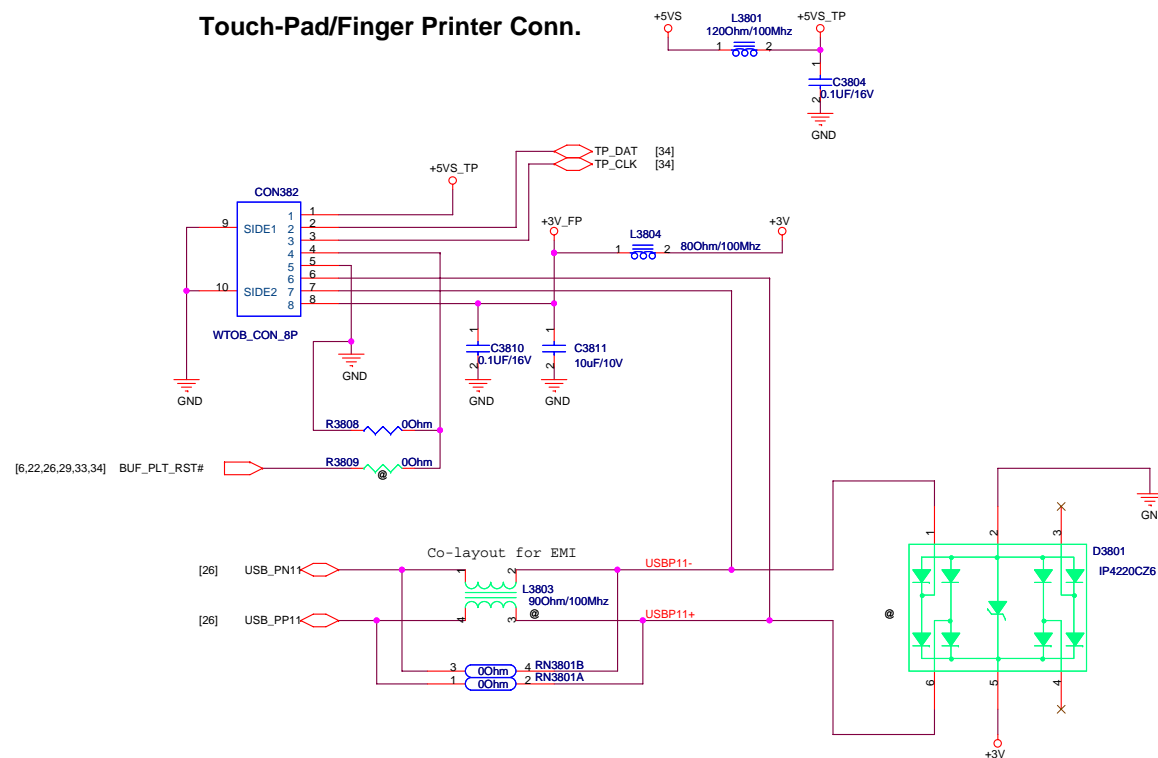 Touch-Pad/Finger Printer Conn.
+5VS
L3801
120Ohm/100Mhz
+5VS_TP
1
2
1
C3804
0.1UF/16V
2
GND
TP_DAT [34]
TP_CLK [34]
+5VS_TP
CON382
+3V_FP
+3V
L3804
1
2
80Ohm/100Mhz
9
SIDE1
1 1
2 2
3 3
4 4
5 5
6 6
10
SIDE2
7 7
8 8
WTOB_CON_8P
GND
GND
1
C3810
0.1UF/16V
2
GND
1
C3811
10uF/10V
2
GND
R3808
0Ohm
[6,22,26,29,33,34] BUF_PLT_RST#
R3809
0Ohm
@
Co-layout for EMI
[26] USB_PN11
1
2
USBP11-
L3803
90Ohm/100Mhz
@
[26] USB_PP11
4
3
USBP11+
3
0Ohm
4
RN3801B
1
0Ohm
2
RN3801A
GN
1
2
3
D3801
IP4220CZ6
@
6
5
4
+3V